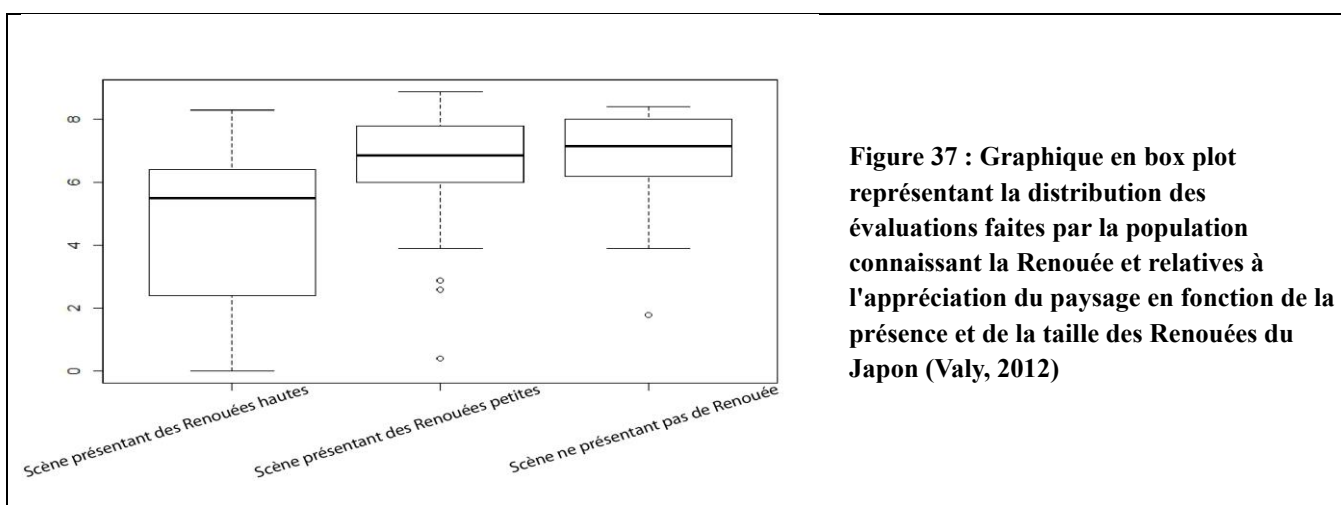 8
6
4
2
0
Scène présentant des Renouées hautes
Scène présentant des Renouées petites
Scène ne présentant pas de Renouée
Figure 37 : Graphique en box plot
représentant la distribution des
évaluations faites par la population
connaissant la Renouée et relatives à
l'appréciation du paysage en fonction de la
présence et de la taille des Renouées du
Japon (Valy, 2012)